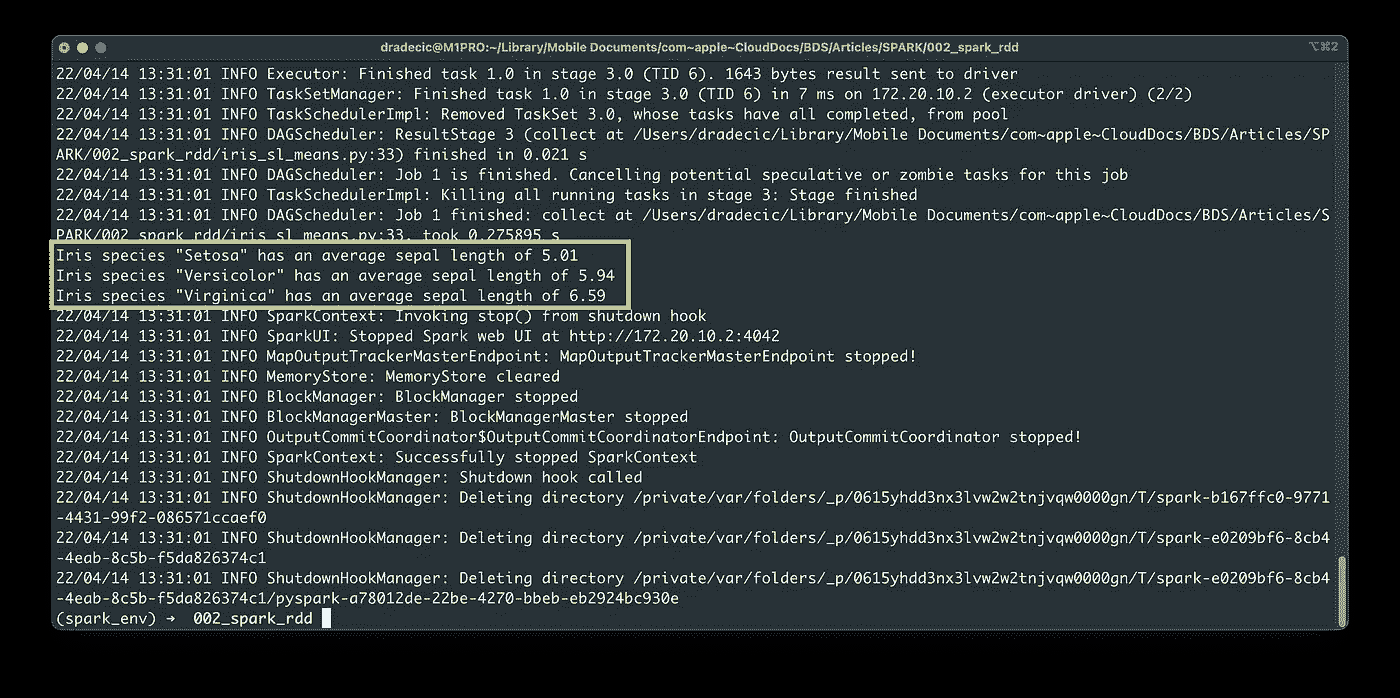 dradecic@M1PRO:~/Library/Mobile Documents/com~apple~CloudDocs/BDS/Articles/SPARK/002_spark_rdd
⌥⌘2
22/04/14 13:31:01 INFO Executor: Finished task 1.0 in stage 3.0 (TID 6). 1643 bytes result sent to driver
22/04/14 13:31:01 INFO TaskSetManager: Finished task 1.0 in stage 3.0 (TID 6) in 7 ms on 172.20.10.2 (executor driver) (2/2)
22/04/14 13:31:01 INFO TaskSchedulerImpl: Removed TaskSet 3.0, whose tasks have all completed, from pool
22/04/14 13:31:01 INFO DAGScheduler: ResultStage 3 (collect at /Users/dradecic/Library/Mobile Documents/com~apple~CloudDocs/BDS/Articles/SP
ARK/002_spark_rdd/iris_sl_means.py:33) finished in 0.021 s
22/04/14 13:31:01 INFO DAGScheduler: Job 1 is finished. Cancelling potential speculative or zombie tasks for this job
22/04/14 13:31:01 INFO TaskSchedulerImpl: Killing all running tasks in stage 3: Stage finished
22/04/14 13:31:01 INFO DAGScheduler: Job 1 finished: collect at /Users/dradecic/Library/Mobile Documents/com~apple~CloudDocs/BDS/Articles/S
PARK/002_spark_rdd/iris_sl_means.py:33, took 0.275895 s
Iris species "Setosa" has an average sepal length of 5.01
Iris species "Versicolor" has an average sepal length of 5.94
Iris species "Virginica" has an average sepal length of 6.59
22/04/14 13:31:01 INFO SparkContext: Invoking stop() from shutdown hook
22/04/14 13:31:01 INFO SparkUI: Stopped Spark web UI at http://172.20.10.2:4042
22/04/14 13:31:01 INFO MapOutputTrackerMasterEndpoint: MapOutputTrackerMasterEndpoint stopped!
22/04/14 13:31:01 INFO MemoryStore: MemoryStore cleared
22/04/14 13:31:01 INFO BlockManager: BlockManager stopped
22/04/14 13:31:01 INFO BlockManagerMaster: BlockManagerMaster stopped
22/04/14 13:31:01 INFO OutputCommitCoordinator$OutputCommitCoordinatorEndpoint: OutputCommitCoordinator stopped!
22/04/14 13:31:01 INFO SparkContext: Successfully stopped SparkContext
22/04/14 13:31:01 INFO ShutdownHookManager: Shutdown hook called
22/04/14 13:31:01 INFO ShutdownHookManager: Deleting directory /private/var/folders/_p/0615yhdd3nx3lvw2w2tnjvqw0000gn/T/spark-b167ffc0-9771
-4431-99f2-086571ccaef0
22/04/14 13:31:01 INFO ShutdownHookManager: Deleting directory /private/var/folders/_p/0615yhdd3nx3lvw2w2tnjvqw0000gn/T/spark-e0209bf6-8cb4
-4eab-8c5b-f5da826374c1
22/04/14 13:31:01 INFO ShutdownHookManager: Deleting directory /private/var/folders/_p/0615yhdd3nx3lvw2w2tnjvqw0000gn/T/spark-e0209bf6-8cb4
-4eab-8c5b-f5da826374c1/pyspark-a78012de-22be-4270-bbeb-eb2924bc930e
(spark_env) → 002_spark_rdd